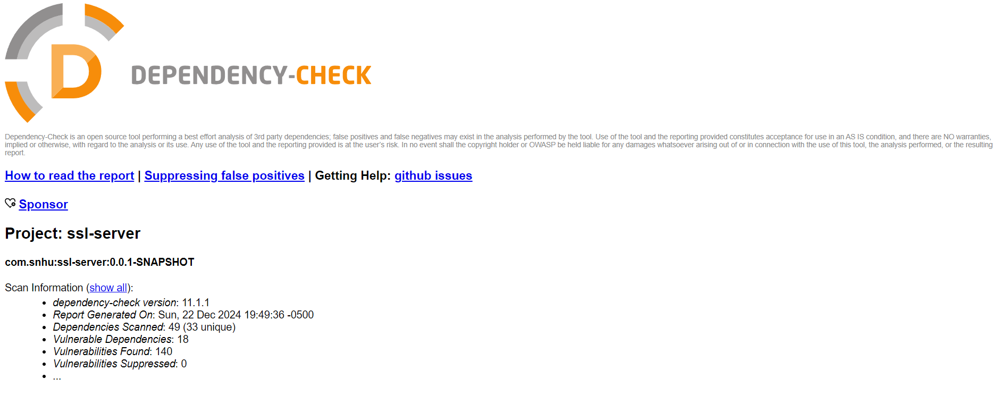 D
DEPENDENCY-CHECK
Dependency-Check is an open source tool performing a best effort analysis of 3rd party dependencies; false positives and false negatives may exist in the analysis performed by the tool. Use of the tool and the reporting provided constitutes acceptance for use in an AS IS condition, and there are NO warranties,
implied or otherwise, with regard to the analysis or its use. Any use of the tool and the reporting provided is at the user’s risk. In no event shall the copyright holder or OWASP be held liable for any damages whatsoever arising out of or in connection with the use of this tool, the analysis performed, or the resulting
report.
How to read the report | Suppressing false positives | Getting Help: github issues
Sponsor
Project: ssl-server
com.snhu:ssl-server:0.0.1-SNAPSHOT
Scan Information (show all):
• dependency-check version: 11.1.1
• Report Generated On: Sun, 22 Dec 2024 19:49:36 -0500
• Dependencies Scanned: 49 (33 unique)
• Vulnerable Dependencies: 18
• Vulnerabilities Found: 140
• Vulnerabilities Suppressed: 0
• ...